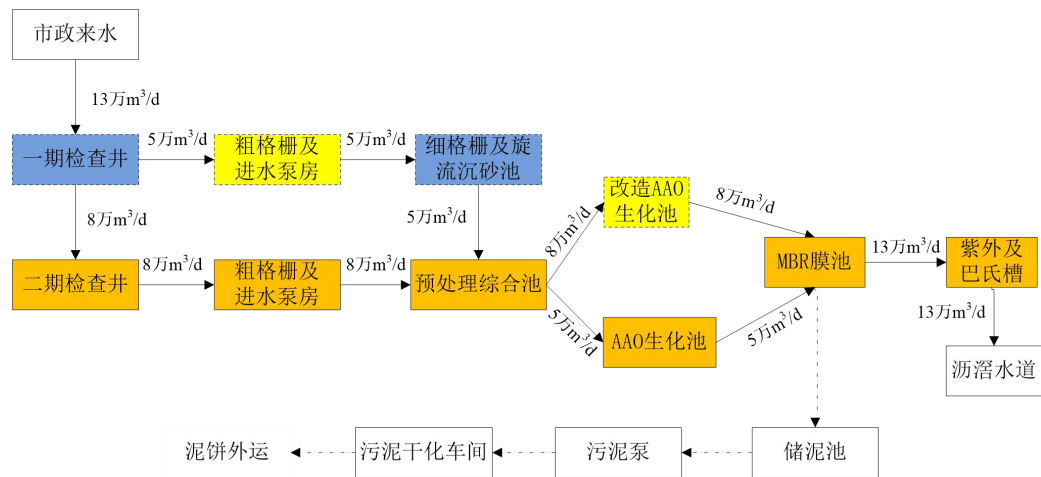 市政来水
13万m³/d
一期检查井
5万m³/d
粗格栅及
进水泵房
5万m³/d
细格栅及旋
流沉砂池
8万m³/d
5万m³/d
二期检查井
8万m³/d
粗格栅及
进水泵房
8万m³/d
预处理综合池
8万m³/d
改造AAO
生化池
8万m³/d
5万m³/d
AAO生化池
5万m³/d
MBR膜池
13万m³/d
紫外及
巴氏槽
13万m³/d
沥滘水道
储泥池
污泥泵
污泥干化车间
泥饼外运